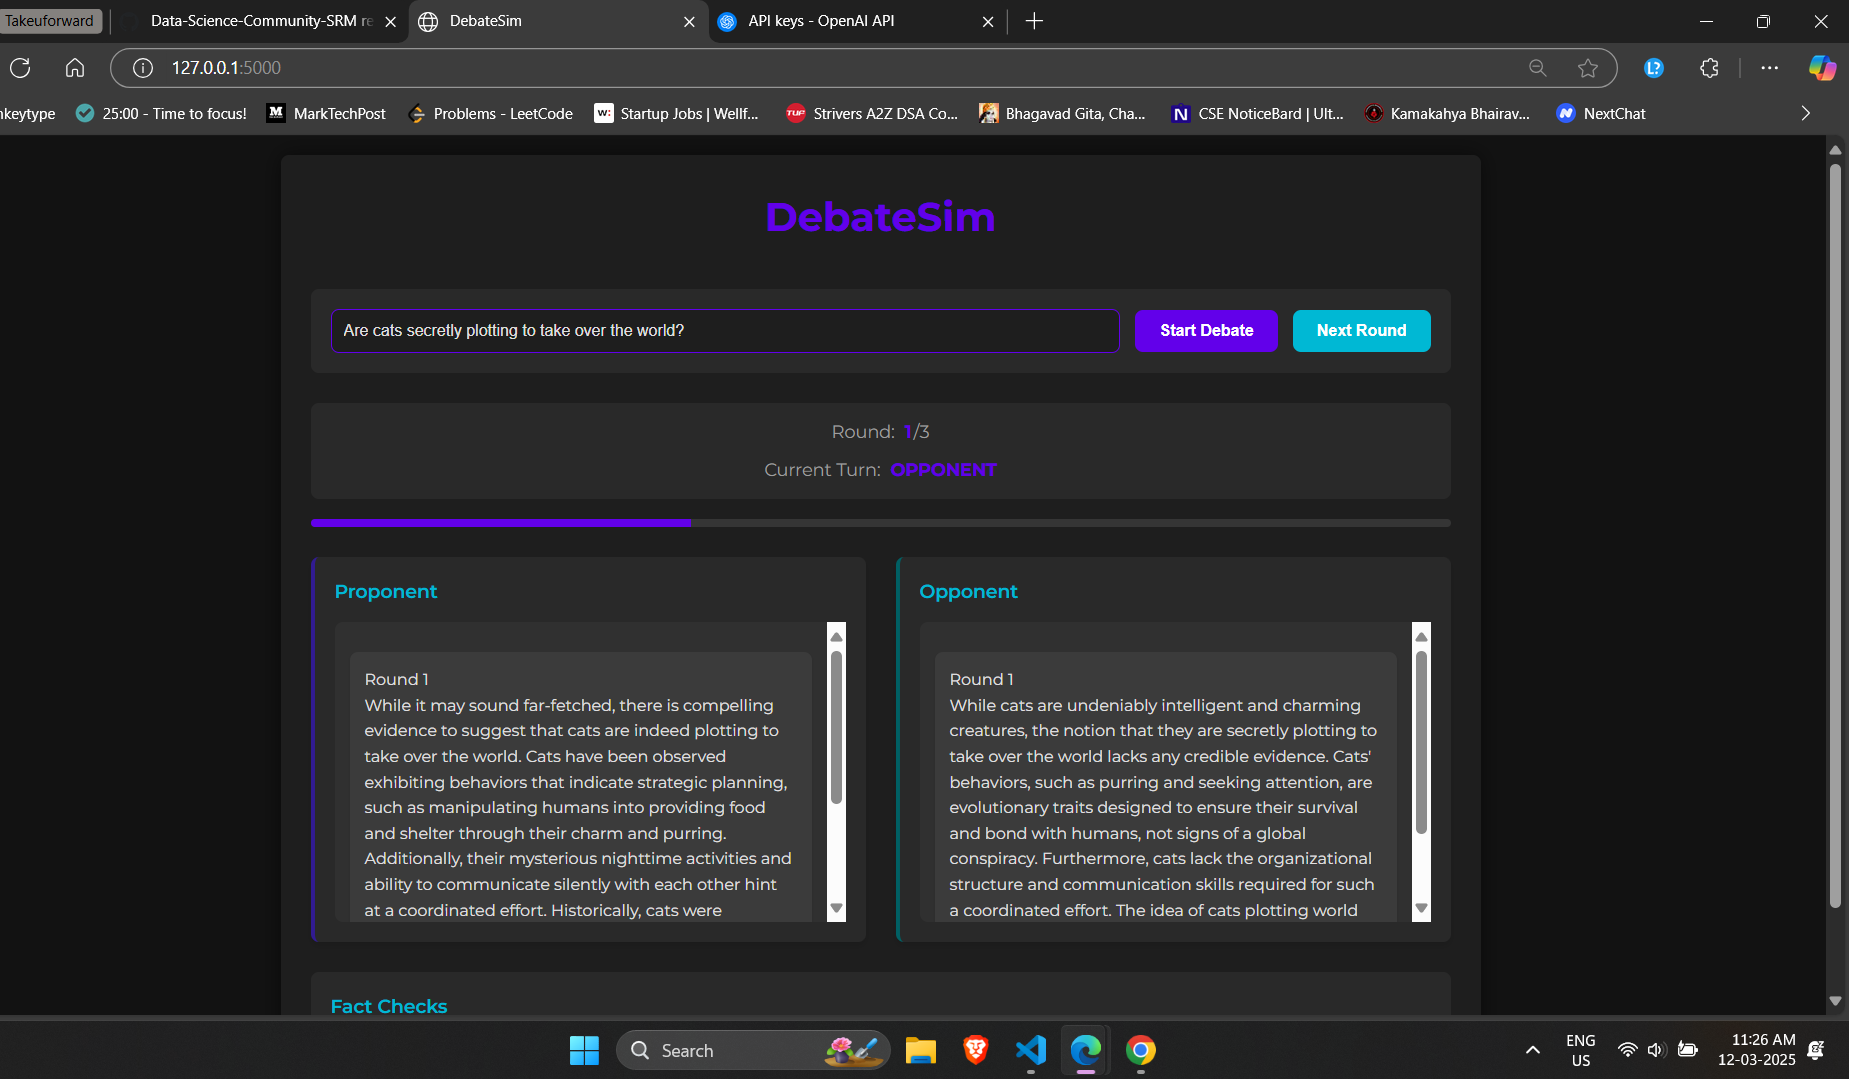 Takeuforward
Data-Science-Community-SRM re
DebateSim
API keys - OpenAI API
127.0.0.1:5000
nkeytype
25:00 - Time to focus!
MarkTechPost
Problems - LeetCode
Startup Jobs | Wellf...
Strivers A2Z DSA Co...
Bhagavad Gita, Cha...
CSE NoticeBard | Ult...
Kamakahya Bhairav...
NextChat
DebateSim
Are cats secretly plotting to take over the world?
Start Debate
Next Round
Round: 1/3
Current Turn: OPPONENT
Proponent
Round 1
While it may sound far-fetched, there is compelling
evidence to suggest that cats are indeed plotting to
take over the world. Cats have been observed
exhibiting behaviors that indicate strategic planning,
such as manipulating humans into providing food
and shelter through their charm and purring.
Additionally, their mysterious nighttime activities and
ability to communicate silently with each other hint
at a coordinated effort. Historically, cats were
Opponent
Round 1
While cats are undeniably intelligent and charming
creatures, the notion that they are secretly plotting to
take over the world lacks any credible evidence. Cats'
behaviors, such as purring and seeking attention, are
evolutionary traits designed to ensure their survival
and bond with humans, not signs of a global
conspiracy. Furthermore, cats lack the organizational
structure and communication skills required for such
a coordinated effort. The idea of cats plotting world
Fact Checks
Search
ENG
US
11:26 AM
12-03-2025